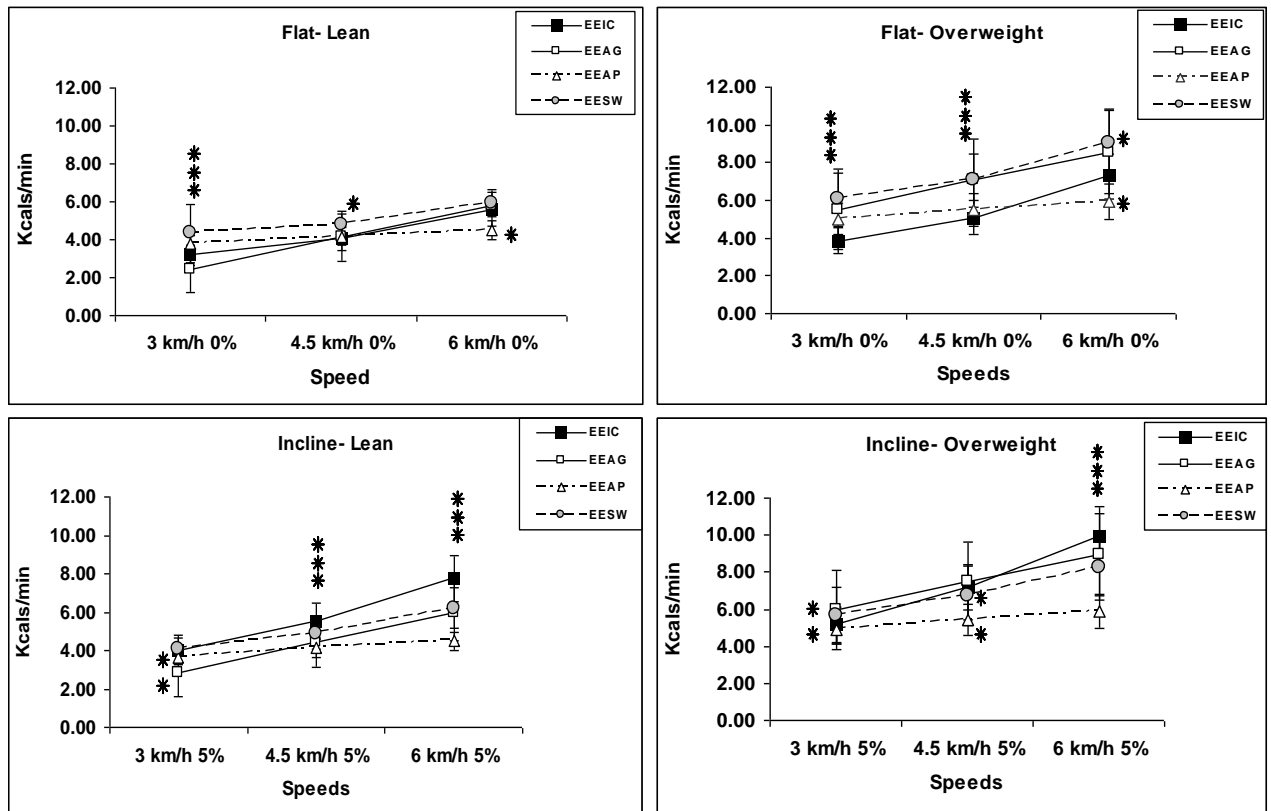 Flat- Lean
EEIC
EEAG
EEAP
EESW
Kcals/min
12.00
10.00
8.00
6.00
4.00
2.00
0.00
3 km/h 0% 4.5 km/h 0% 6 km/h 0%
Speed
Flat- Overweight
EEIC
EEAG
EEAP
EESW
Kcals/min
12.00
10.00
8.00
6.00
4.00
2.00
0.00
3 km/h 0% 4.5 km/h 0% 6 km/h 0%
Speeds
Incline- Lean
EEIC
EEAG
EEAP
EESW
Kcals/min
12.00
10.00
8.00
6.00
4.00
2.00
0.00
3 km/h 5% 4.5 km/h 5% 6 km/h 5%
Speeds
Incline- Overweight
EEIC
EEAG
EEAP
EESW
Kcals/min
12.00
10.00
8.00
6.00
4.00
2.00
0.00
3 km/h 5% 4.5 km/h 5% 6 km/h 5%
Speeds